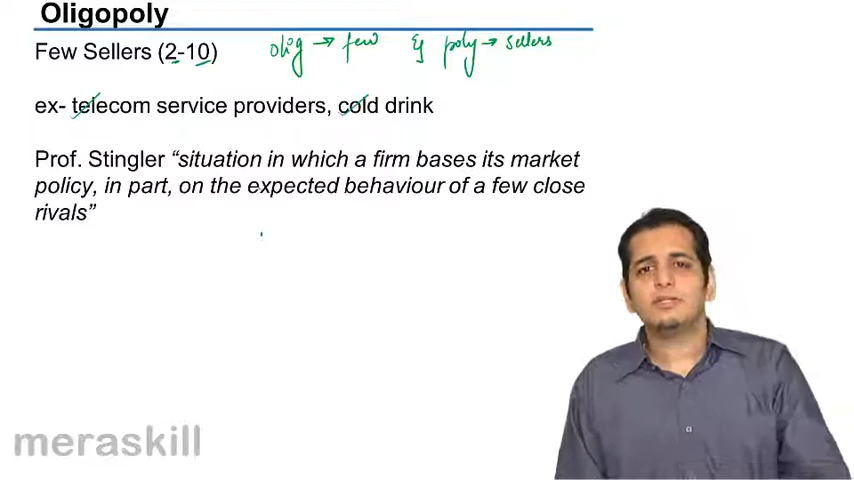 Oligopoly
Few Sellers (2-10) olig → few & poly → sellers
ex- telecom service providers, cold drink
Prof. Stingler “situation in which a firm bases its market
policy, in part, on the expected behaviour of a few close
rivals”
meraskill